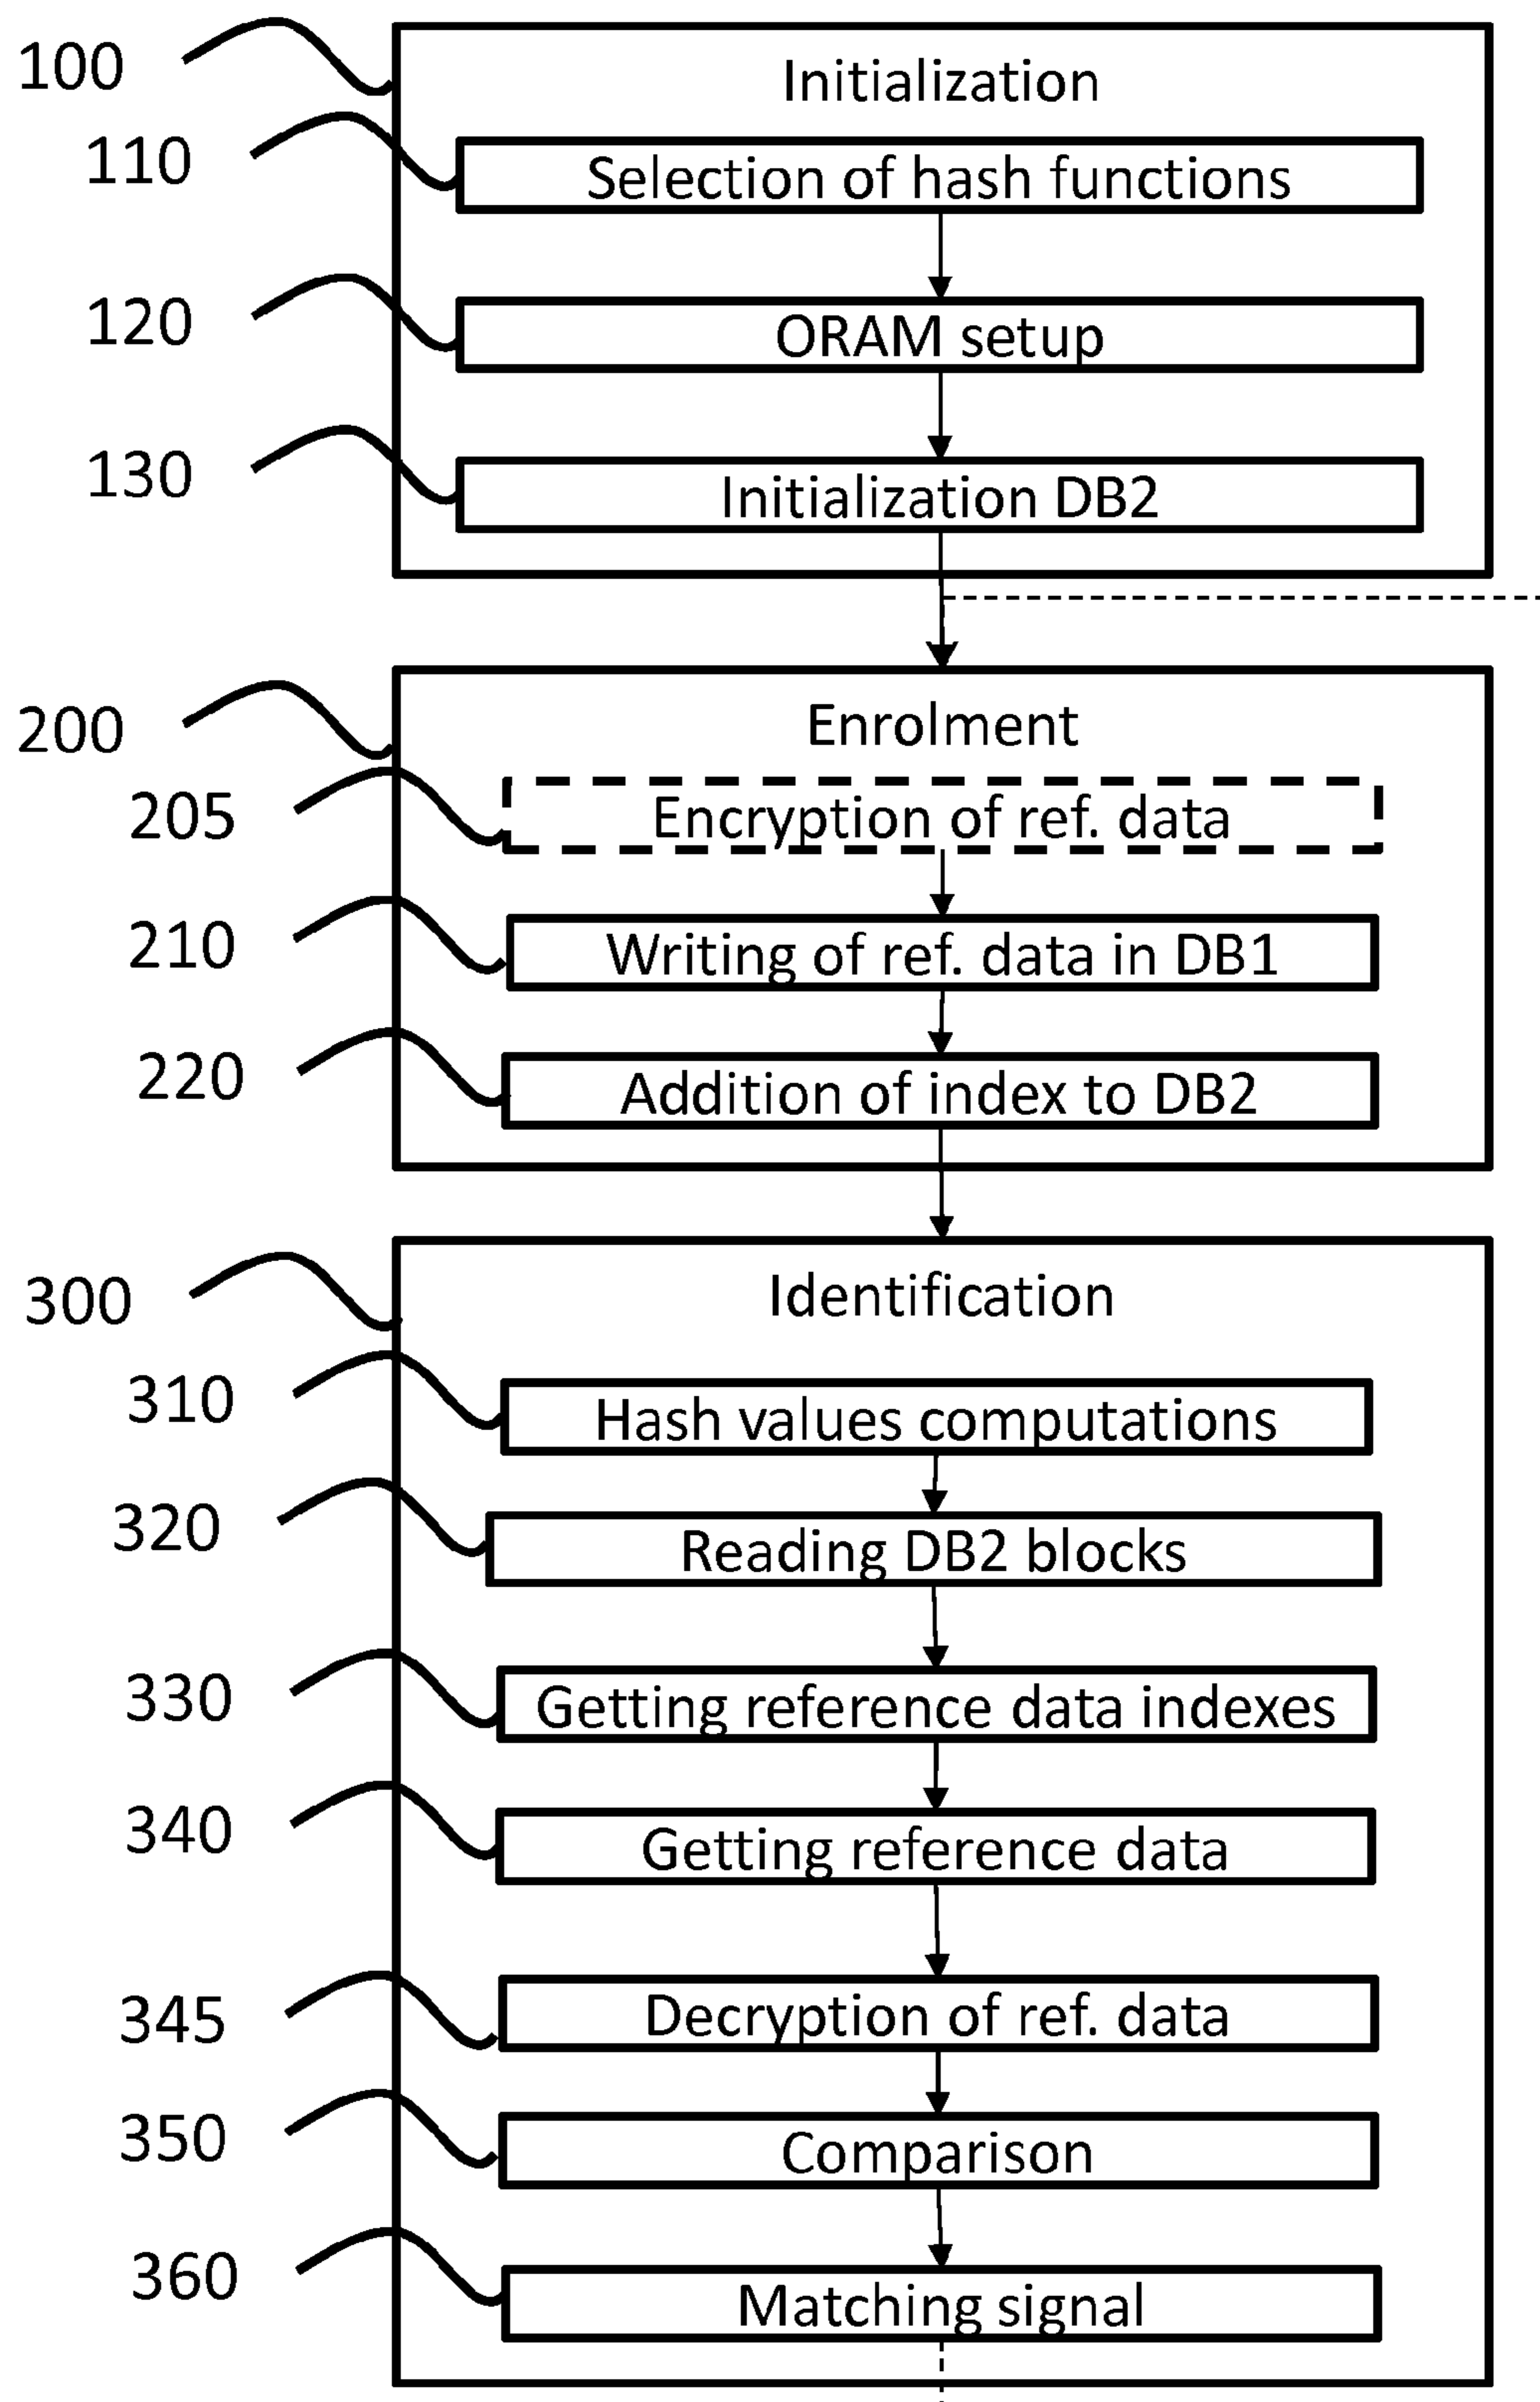 100
Initialization
110
Selection of hash functions
120
ORAM setup
130
Initialization DB2
200
Enrolment
205
Encryption of ref. data
210
Writing of ref. data in DB1
220
Addition of index to DB2
300
Identification
310
Hash values computations
320
Reading DB2 blocks
330
Getting reference data indexes
340
Getting reference data
345
Decryption of ref. data
350
Comparison
360
Matching signal